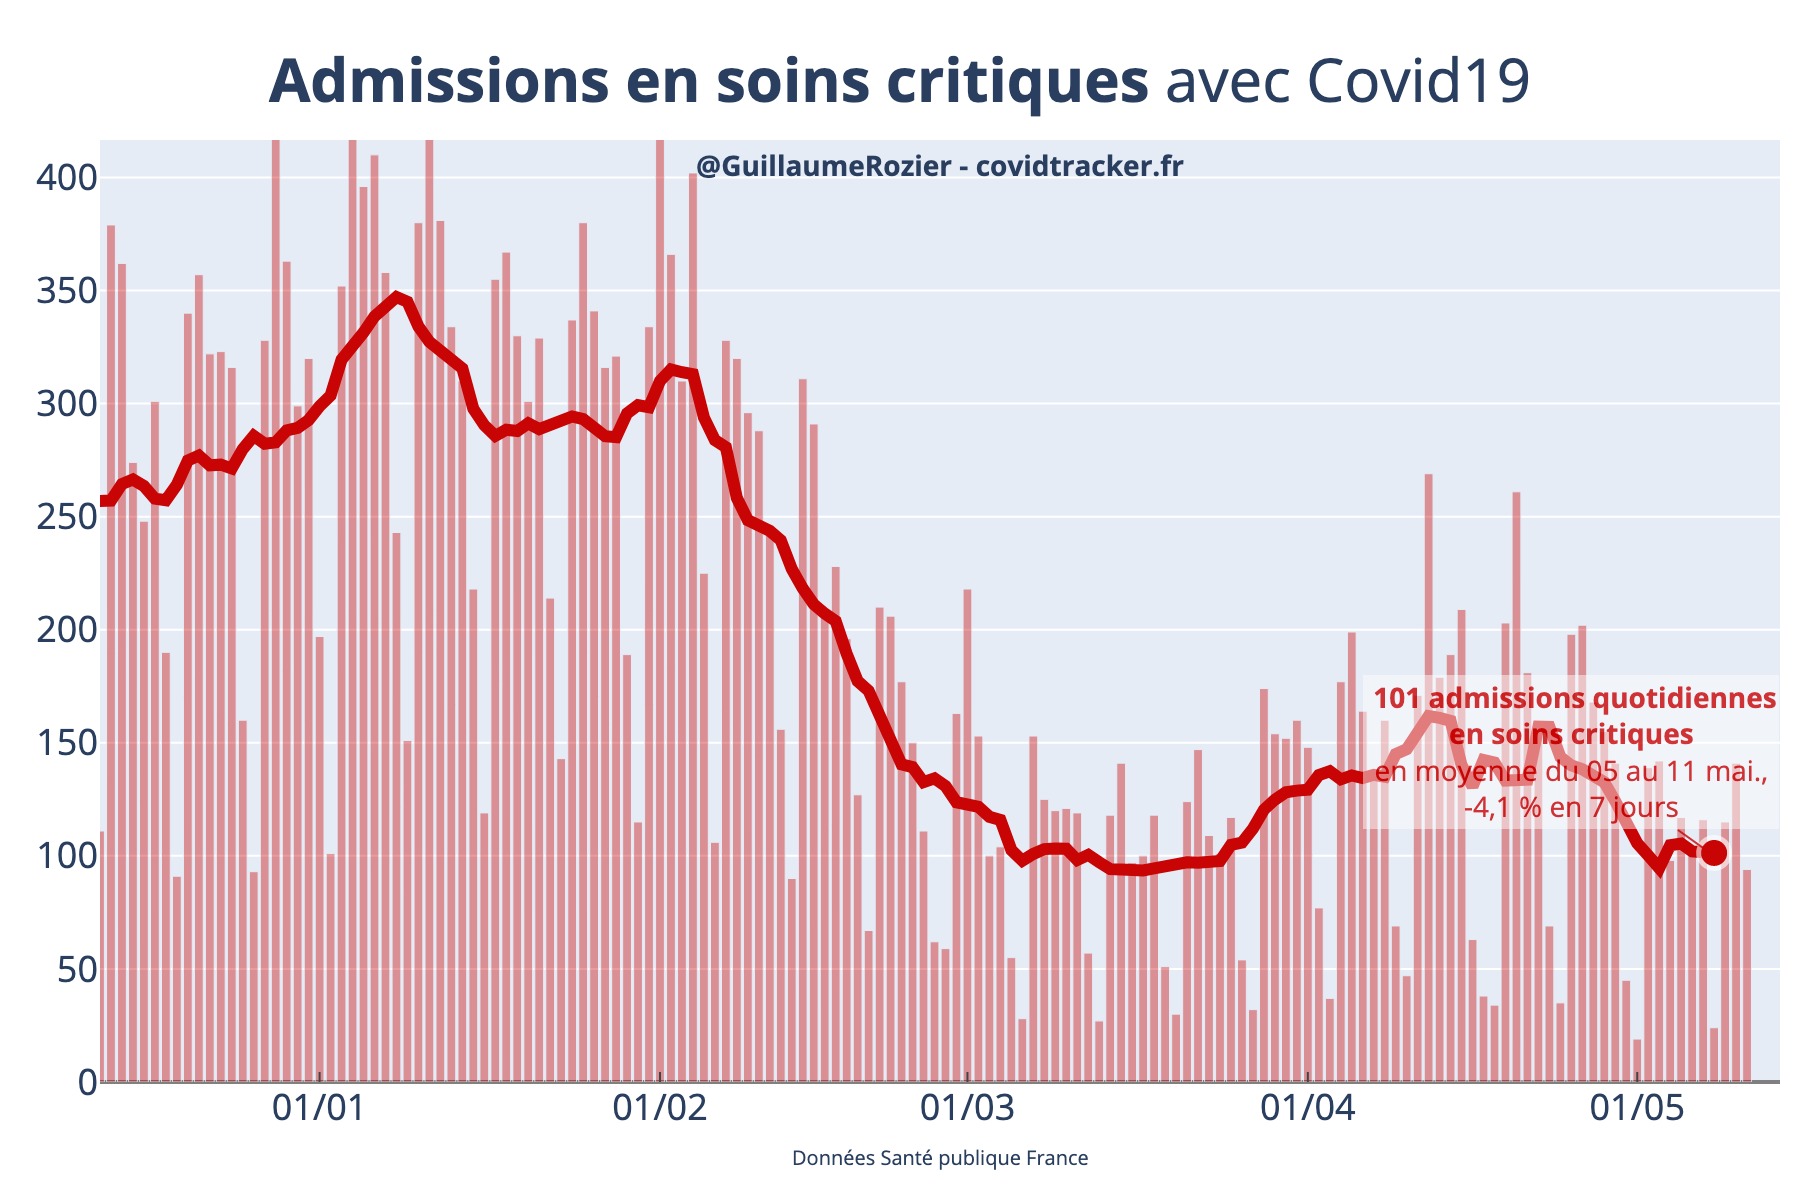 Admissions en soins critiques avec Covid19
@GuillaumeRozier - covidtracker.fr
400
350
300
250
200
150
100
50
0
101 admissions quotidiennes
en soins critiques
en moyenne du 05 au 11 mai.,
-4,1 % en 7 jours
01/01
01/02
01/03
01/04
01/05
Données Santé publique France